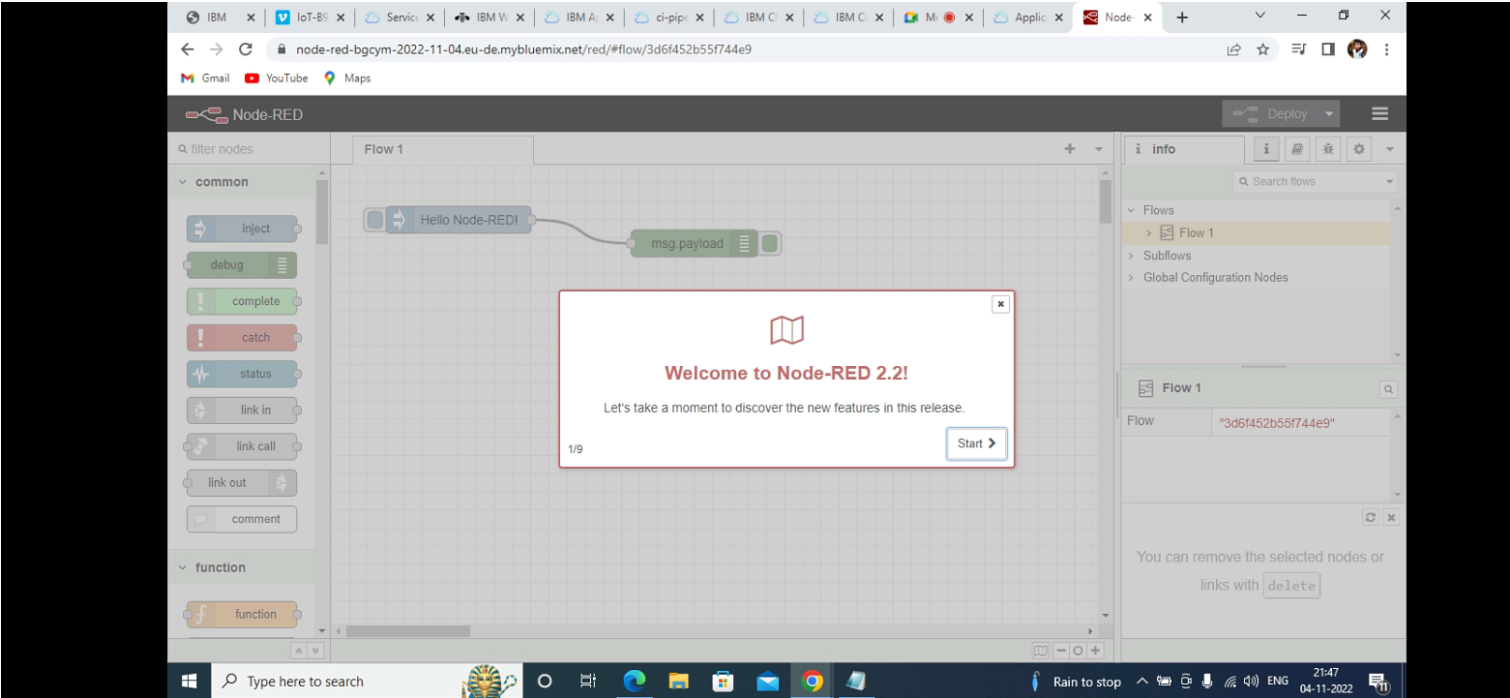 IBM
IoT-B9
Service
IBM W
IBM A
ci-pipe
IBM Cl
IBM Cl
Me
Applic
Node-
node-red-bgcym-2022-11-04.eu-de.mybluemix.net/red/#flow/3d6f452b55f744e9
Gmail YouTube Maps
Node-RED
Deploy
filter nodes
Flow 1
info
common
Search flows
inject
Hello Node-RED!
msg.payload
Flows
Flow 1
Subflows
Global Configuration Nodes
debug
complete
catch
status
link in
link call
link out
comment
function
function
Welcome to Node-RED 2.2!
Let's take a moment to discover the new features in this release.
1/9
Start
Flow 1
Flow "3d6f452b55f744e9"
You can remove the selected nodes or
links with delete
Type here to search
Rain to stop
ENG
21:47
04-11-2022
11